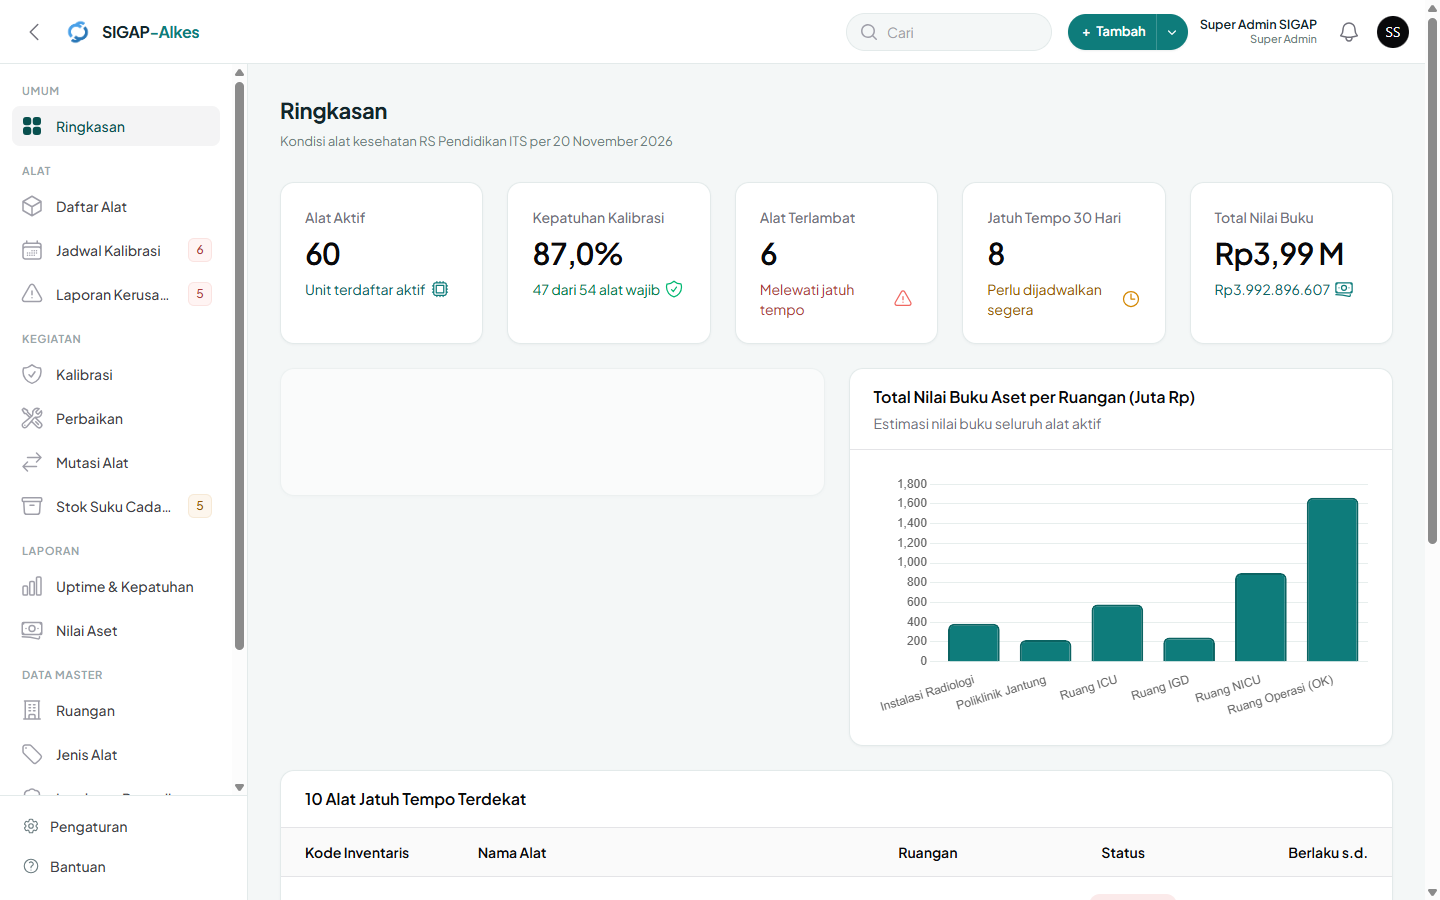 SIGAP-Alkes
Cari
+ Tambah
Super Admin SIGAP
Super Admin
SS
UMUM
Ringkasan
ALAT
Daftar Alat
Jadwal Kalibrasi 6
Laporan Kerusa... 5
KEGIATAN
Kalibrasi
Perbaikan
Mutasi Alat
Stok Suku Cada... 5
LAPORAN
Uptime & Kepatuhan
Nilai Aset
DATA MASTER
Ruangan
Jenis Alat
Pengaturan
Bantuan
Ringkasan
Kondisi alat kesehatan RS Pendidikan ITS per 20 November 2026
Alat Aktif
60
Unit terdaftar aktif
Kepatuhan Kalibrasi
87,0%
47 dari 54 alat wajib
Alat Terlambat
6
Melewati jatuh
tempo
Jatuh Tempo 30 Hari
8
Perlu dijadwalkan
segera
Total Nilai Buku
Rp3,99 M
Rp3.992.896.607
Total Nilai Buku Aset per Ruangan (Juta Rp)
Estimasi nilai buku seluruh alat aktif
1,800
1,600
1,400
1,200
1,000
800
600
400
200
0
Instalasi Radiologi
Poliklinik Jantung
Ruang ICU
Ruang IGD
Ruang NICU
Ruang Operasi (OK)
10 Alat Jatuh Tempo Terdekat
Kode Inventaris Nama Alat Ruangan Status Berlaku s.d.